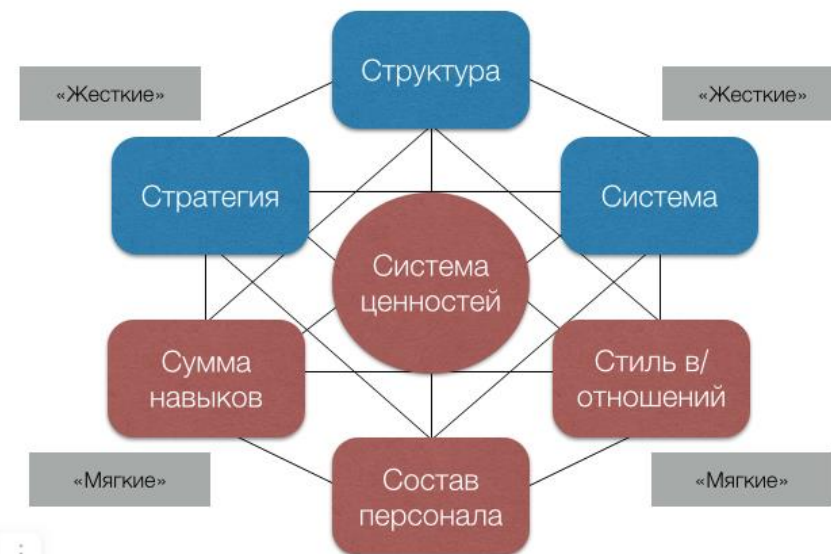 Структура
«Жесткие»
«Жесткие»
Стратегия
Система
Система
ценностей
Сумма
навыков
Стиль в/
отношений
«Мягкие»
«Мягкие»
Состав
персонала